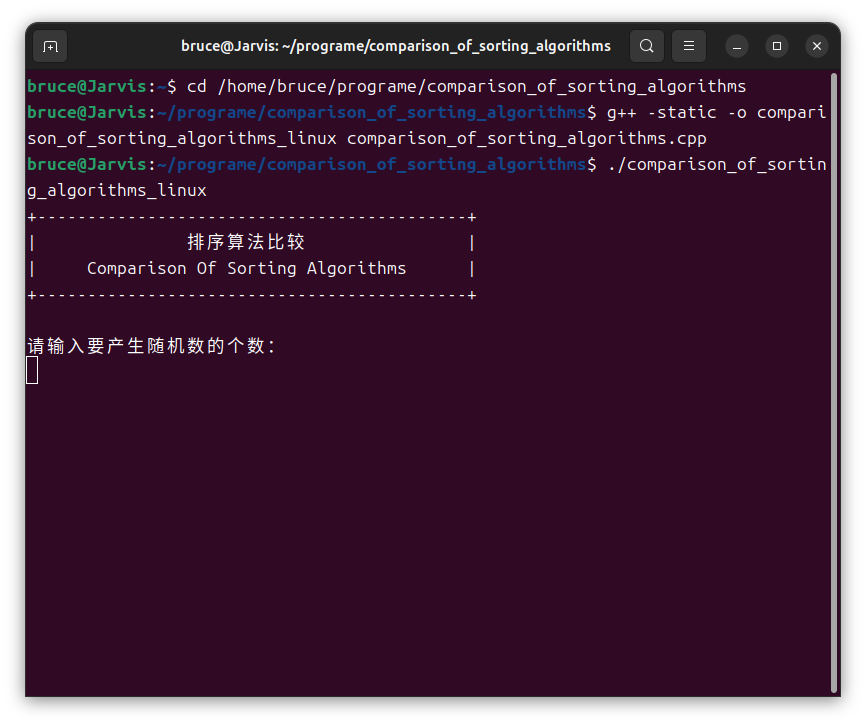 bruce@Jarvis: ~/programe/comparison_of_sorting_algorithms
bruce@Jarvis:~$ cd /home/bruce/programe/comparison_of_sorting_algorithms
bruce@Jarvis:~/programe/comparison_of_sorting_algorithms$ g++ -static -o compari
son_of_sorting_algorithms_linux comparison_of_sorting_algorithms.cpp
bruce@Jarvis:~/programe/comparison_of_sorting_algorithms$ ./comparison_of_sortin
g_algorithms_linux
+-------------------------------------------+
|               排序算法比较                |
|     Comparison Of Sorting Algorithms      |
+-------------------------------------------+
请输入要产生随机数的个数：